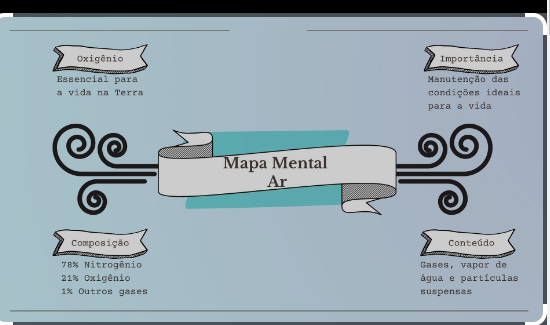 Oxigênio
Essencial para
a vida na Terra
Importância
Manutenção das
condições ideais
para a vida
Mapa Mental
Ar
Composição
78% Nitrogênio
21% Oxigênio
1% Outros gases
Conteúdo
Gases, vapor de
água e partículas
suspensas